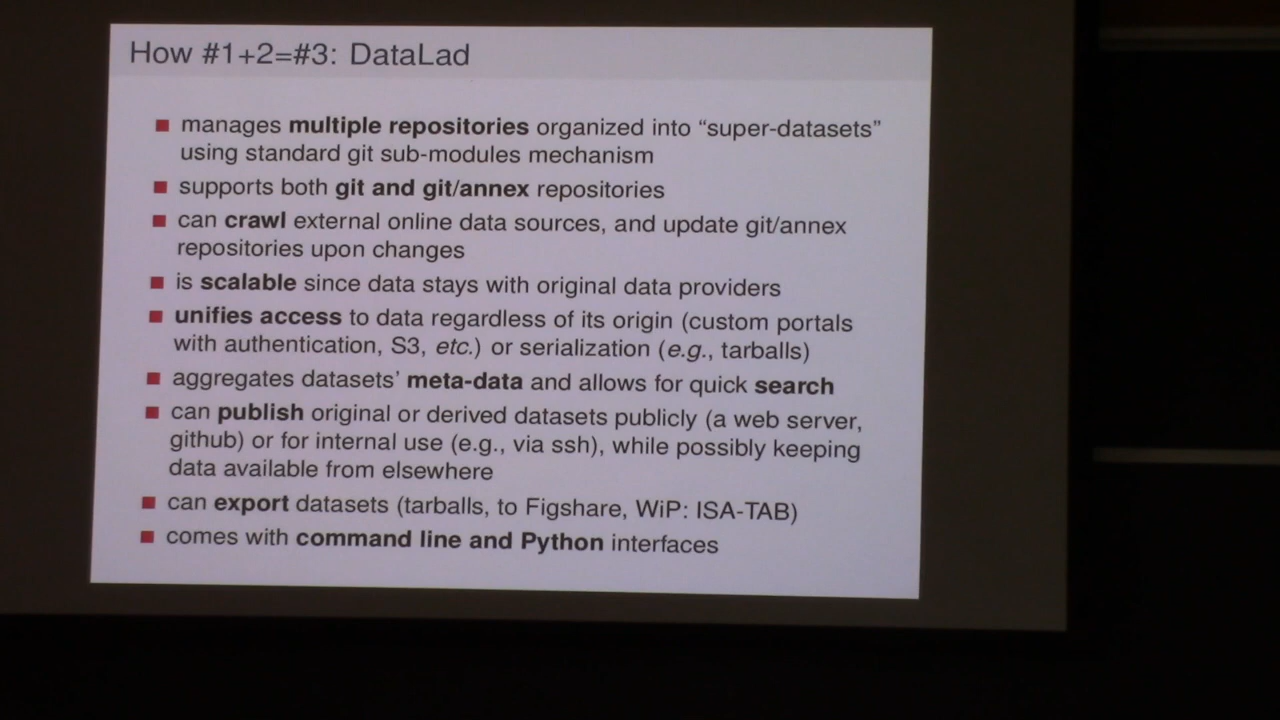 How #1+2=#3: DataLad
manages multiple repositories organized into “super-datasets”
using standard git sub-modules mechanism
supports both git and git/annex repositories
can crawl external online data sources, and update git/annex
repositories upon changes
is scalable since data stays with original data providers
unifies access to data regardless of its origin (custom portals
with authentication, S3, etc.) or serialization (e.g., tarballs)
aggregates datasets’ meta-data and allows for quick search
can publish original or derived datasets publicly (a web server,
github) or for internal use (e.g., via ssh), while possibly keeping
data available from elsewhere
can export datasets (tarballs, to Figshare, WiP: ISA-TAB)
comes with command line and Python interfaces